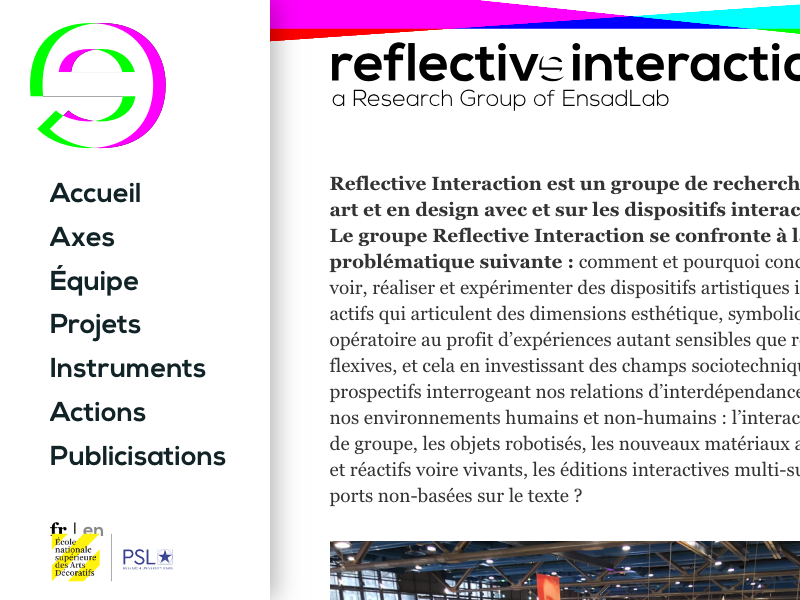 reflective interactio
a Research Group of EnsadLab
Accueil
Axes
Équipe
Projets
Instruments
Actions
Publicisations
fr | en
École
nationale
supérieure
des Arts
Décoratifs
PSL
Reflective Interaction est un groupe de recherch
art et en design avec et sur les dispositifs interac
Le groupe Reflective Interaction se confronte à l
problématique suivante : comment et pourquoi conc
voir, réaliser et expérimenter des dispositifs artistiques i
actifs qui articulent des dimensions esthétique, symboliq
opératoire au profit d’expériences autant sensibles que r
flexives, et cela en investissant des champs sociotechniqu
prospectifs interrogeant nos relations d’interdépendance
nos environnements humains et non-humains : l’interac
de groupe, les objets robotisés, les nouveaux matériaux a
et réactifs voire vivants, les éditions interactives multi-su
ports non-basées sur le texte ?